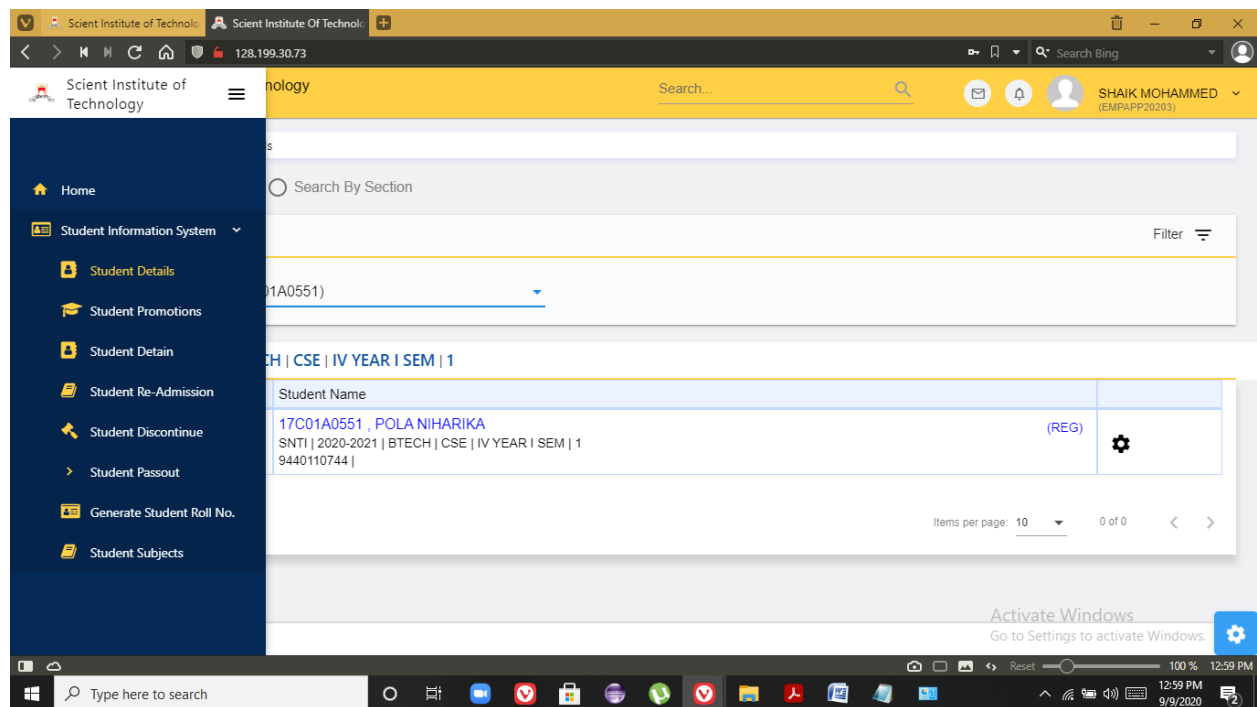 Scient Institute of Technolo
Scient Institute Of Technolo
128.199.30.73
Search Bing
Scient Institute of
Technology
nology
Search...
SHAIK MOHAMMED
(EMPAPP20203)
s
Home
Search By Section
Student Information System
Filter
Student Details
01A0551)
Student Promotions
Student Detain
CH | CSE | IV YEAR I SEM | 1
Student Re-Admission
Student Name
Student Discontinue
17C01A0551 , POLA NIHARIKA
(REG)
SNTI | 2020-2021 | BTECH | CSE | IV YEAR I SEM | 1
9440110744 |
Student Passout
Generate Student Roll No.
Items per page: 10
0 of 0
Student Subjects
Activate Windows
Go to Settings to activate Windows.
Reset
100 %
12:59 PM
Type here to search
12:59 PM
9/9/2020
2